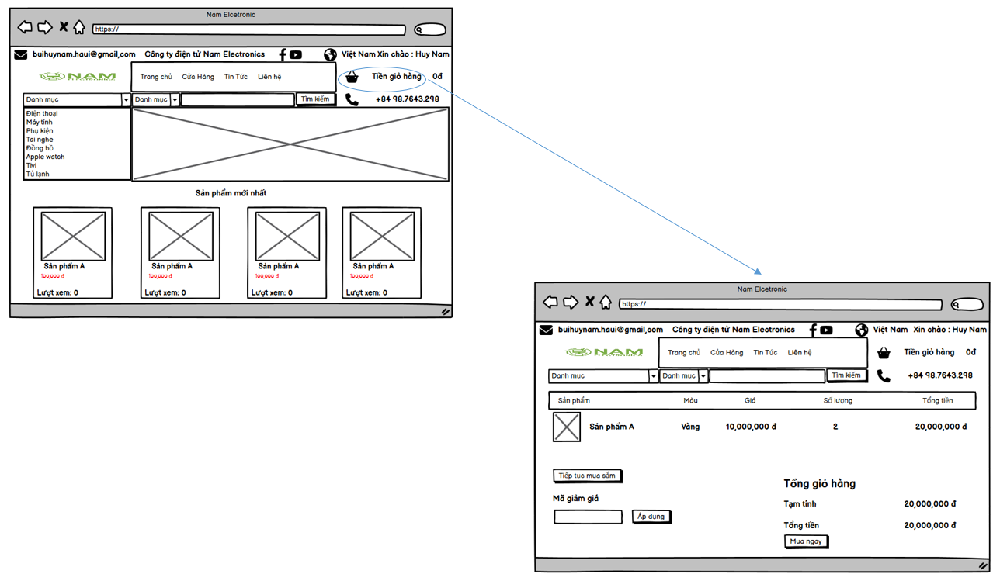 Nam Elcetronic
https://
buihuynam.haui@gmail,com Công ty điện tử Nam Electronics Việt Nam Xin chào : Huy Nam
NAM
ELECTRONICA
Trang chủ Cửa Hàng Tin Tức Liên hệ
Tiền giỏ hàng 0đ
Danh mục Danh mục Tìm kiếm +84 98.7643.298
Điện thoại
Máy tính
Phụ kiện
Tai nghe
Đồng hồ
Apple watch
Tivi
Tủ lạnh
Sản phẩm mới nhất
Sản phẩm A Sản phẩm A Sản phẩm A Sản phẩm A
100,000 đ 100,000 đ 100,000 đ 100,000 đ
Lượt xem: 0 Lượt xem: 0 Lượt xem: 0 Lượt xem: 0
Nam Elcetronic
https://
buihuynam.haui@gmail,com Công ty điện tử Nam Electronics Việt Nam Xin chào : Huy Nam
NAM
ELECTRONICA
Trang chủ Cửa Hàng Tin Tức Liên hệ
Tiền giỏ hàng 0đ
Danh mục Danh mục Tìm kiếm +84 98.7643.298
Sản phẩm Màu Giá Số lượng Tổng tiền
Sản phẩm A Vàng 10,000,000 đ 2 20,000,000 đ
Tiếp tục mua sắm
Mã giảm giá
Áp dụng
Tổng giỏ hàng
Tạm tính 20,000,000 đ
Tổng tiền 20,000,000 đ
Mua ngay